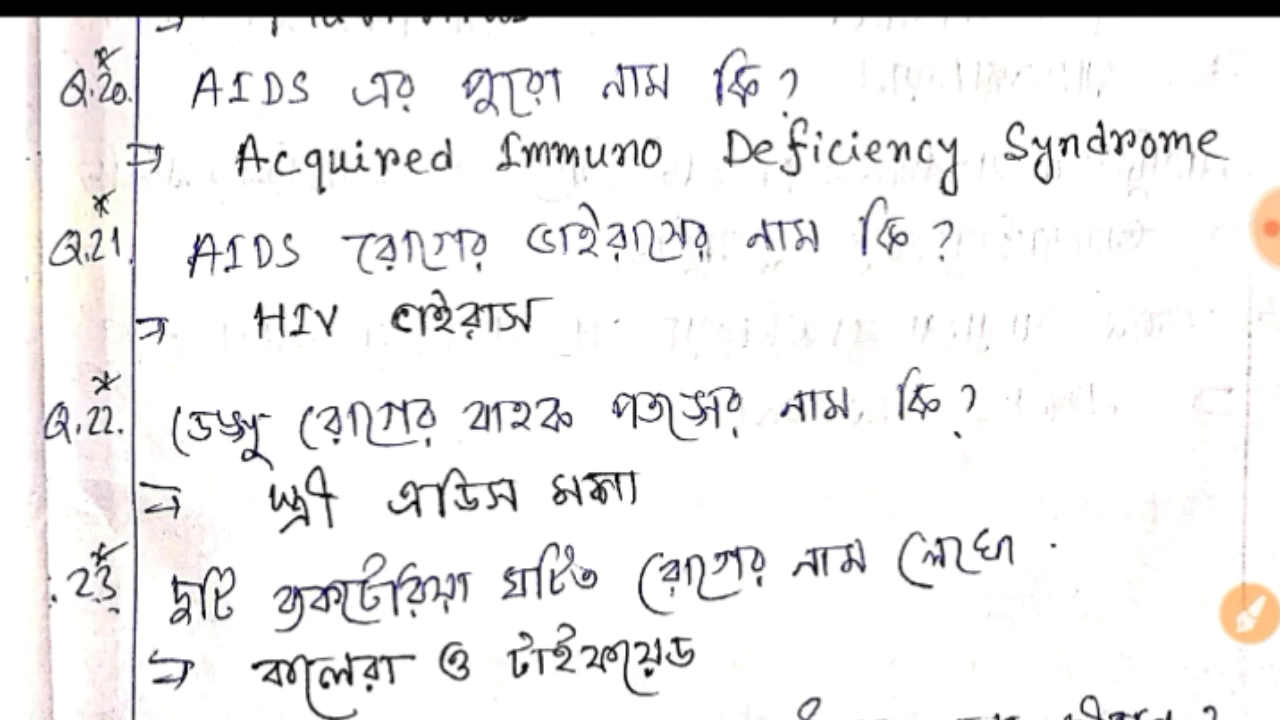 Q.20. AIDS এর পুরো নাম কি?
⇒ Acquired Immuno Deficiency Syndrome
Q.21 AIDS রোগের ভাইরাসের নাম কি?
⇒ HIV ভাইরাস
Q.22. ডেঙ্গু রোগের বাহক পতঙ্গের নাম কি?
⇒ স্ত্রী এডিস মশা
23. দুটি ব্যাকটেরিয়া ঘটিত রোগের নাম লেখো.
⇒ কলেরা ও টাইফয়েড